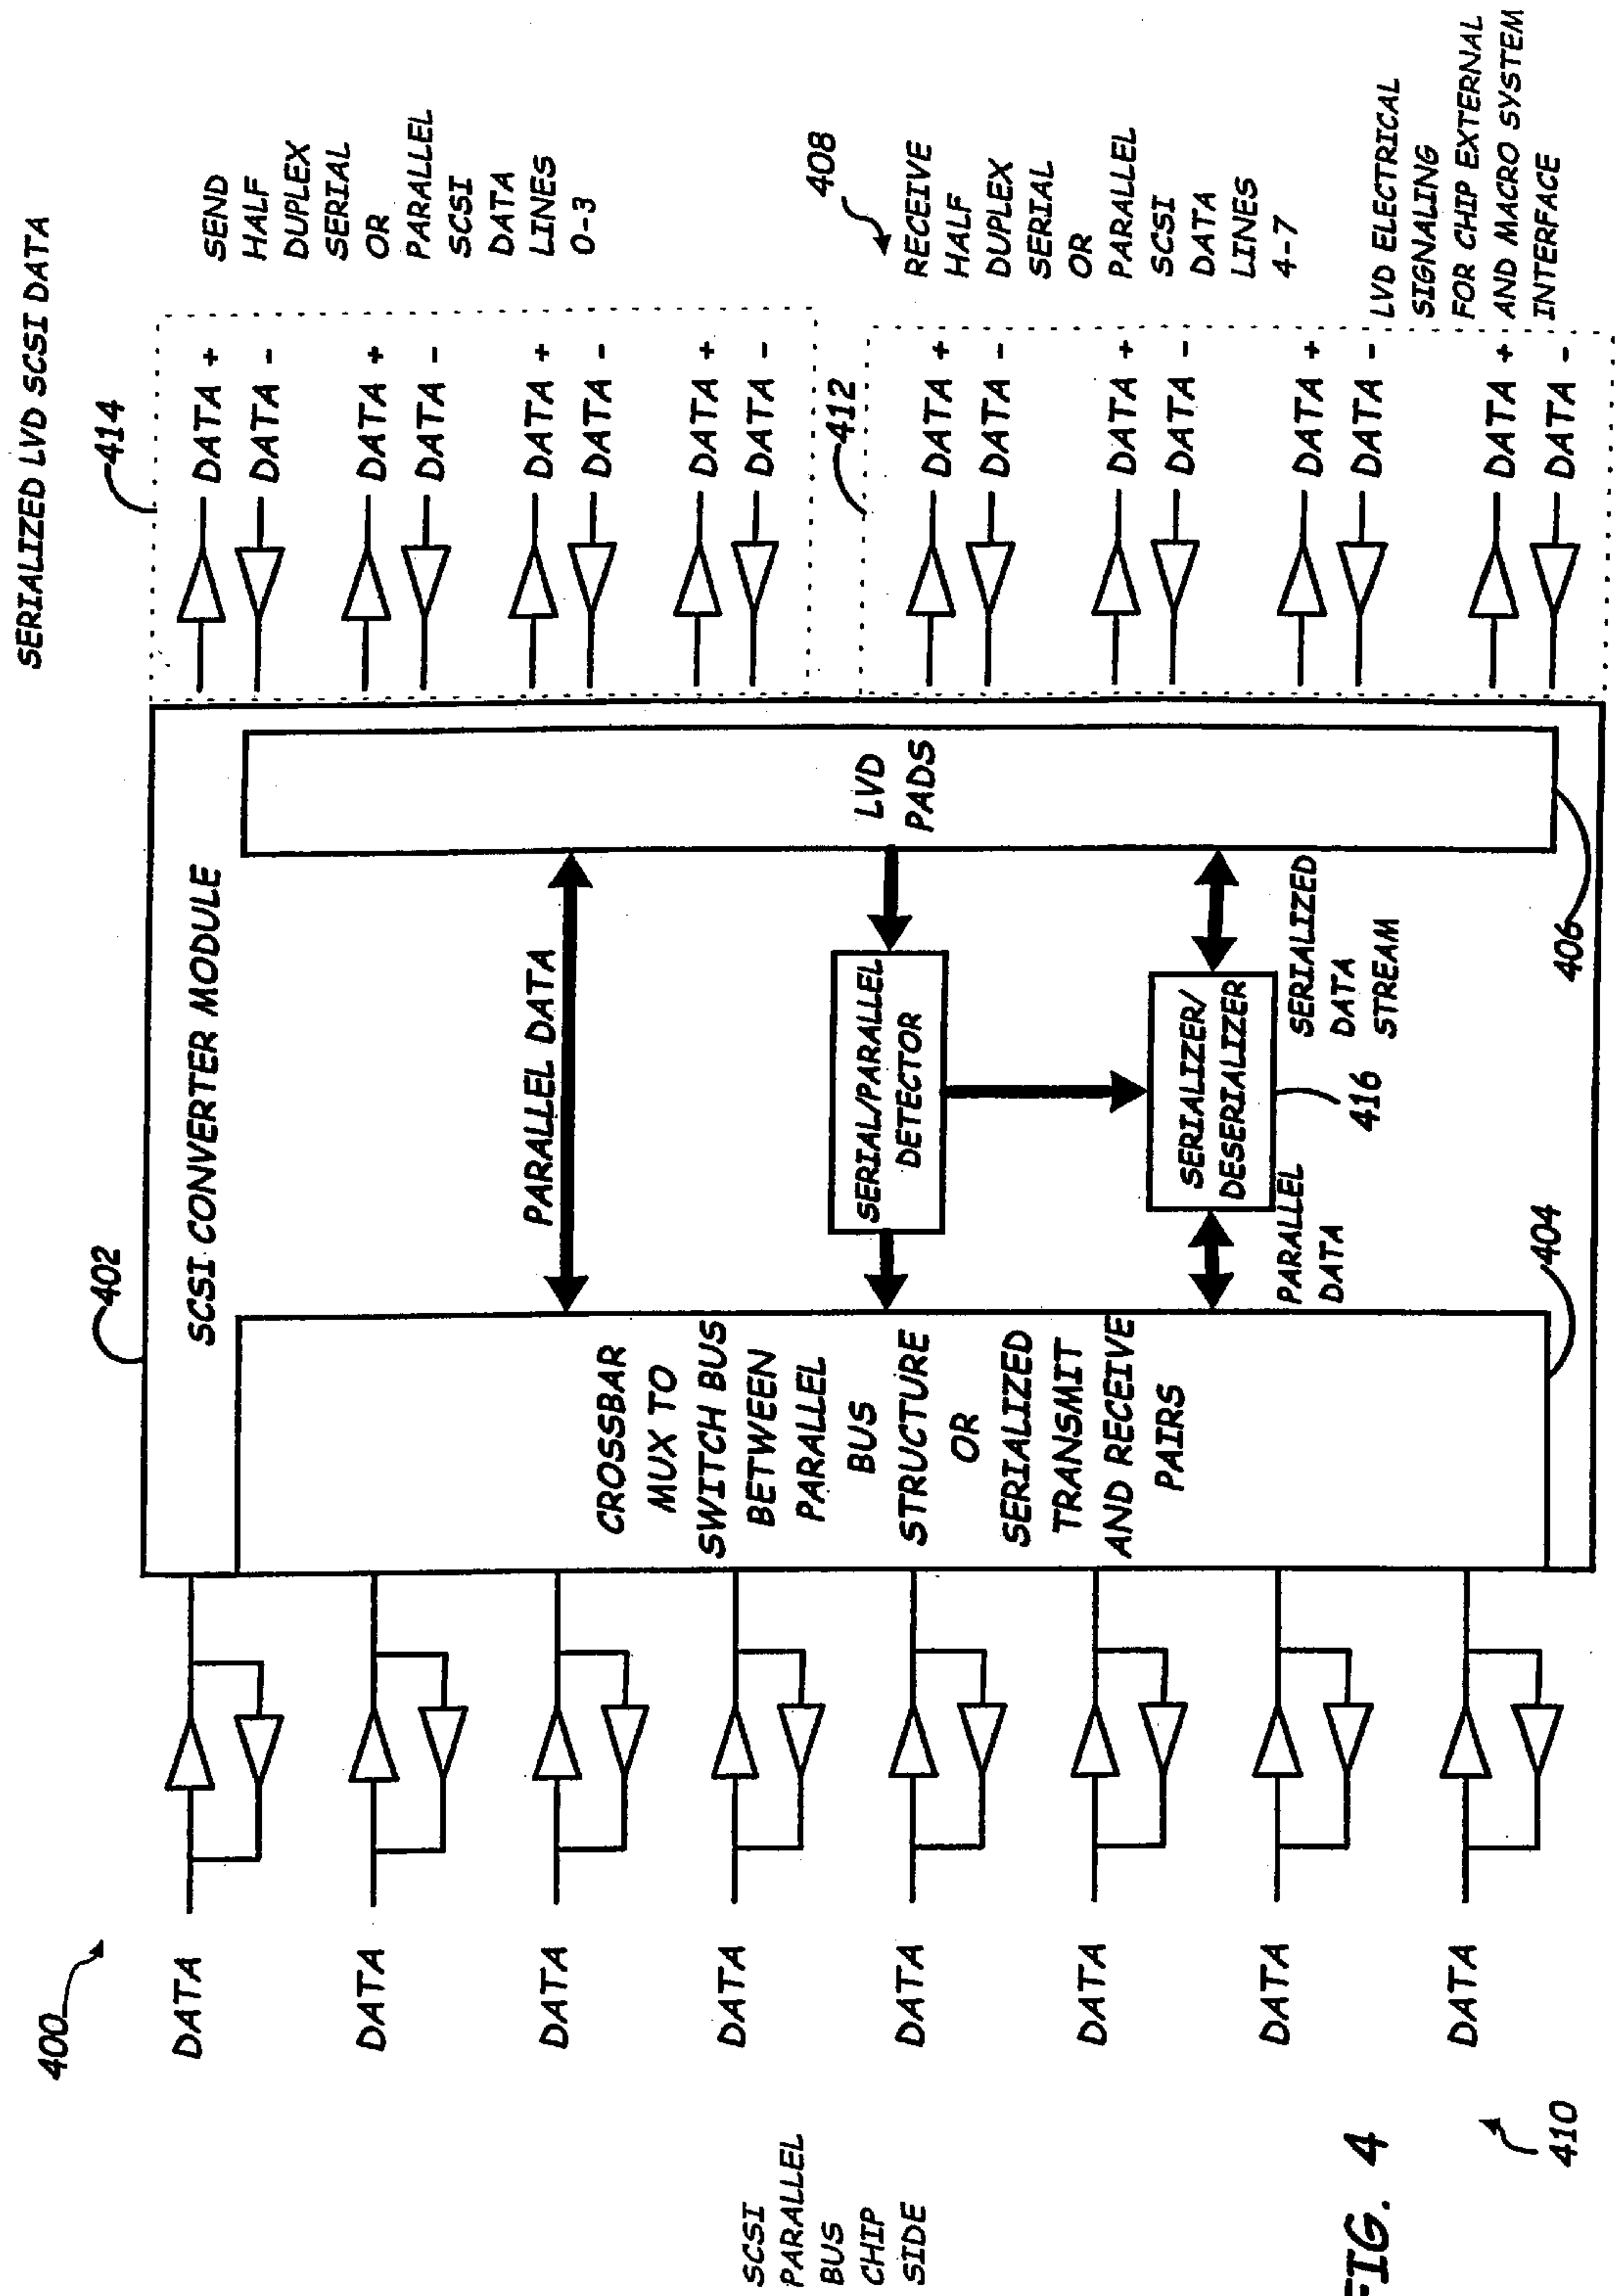 SERIALIZED LVD SCSI DATA
400
402
414
SCSI CONVERTER MODULE
DATA
DATA
DATA
DATA
DATA
DATA
DATA
DATA
SCSI
PARALLEL
BUS
CHIP
SIDE
410
CROSSBAR
MUX TO
SWITCH BUS
BETWEEN
PARALLEL
BUS
STRUCTURE
OR
SERIALIZED
TRANSMIT
AND RECEIVE
PAIRS
404
PARALLEL DATA
SERIAL/PARALLEL
DETECTOR
SERIALIZER/
DESERIALIZER
PARALLEL
DATA
416
SERIALIZED
DATA
STREAM
LVD
PADS
406
DATA +
DATA -
DATA +
DATA -
DATA +
DATA -
DATA +
DATA -
412
DATA +
DATA -
DATA +
DATA -
DATA +
DATA -
DATA +
DATA -
SEND
HALF
DUPLEX
SERIAL
OR
PARALLEL
SCSI
DATA
LINES
0-3
408
RECEIVE
HALF
DUPLEX
SERIAL
OR
PARALLEL
SCSI
DATA
LINES
4-7
LVD ELECTRICAL
SIGNALING
FOR CHIP EXTERNAL
AND MACRO SYSTEM
INTERFACE
FIG. 4